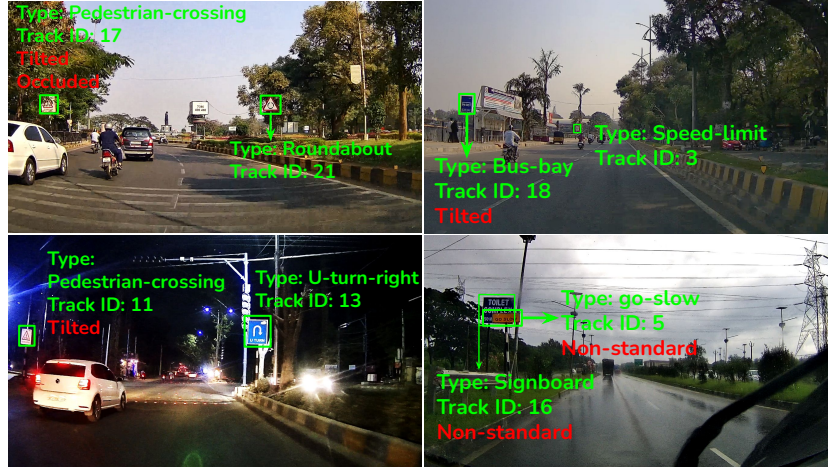 Type: Pedestrian-crossing
Track ID: 17
Tilted
Occluded
Type: Roundabout
Track ID: 21
Type: Speed-limit
Track ID: 3
Type: Bus-bay
Track ID: 18
Tilted
Type:
Pedestrian-crossing
Track ID: 11
Tilted
Type: U-turn-right
Track ID: 13
U TURN
TOILET
GO SLOW
Type: go-slow
Track ID: 5
Non-standard
Type: Signboard
Track ID: 16
Non-standard